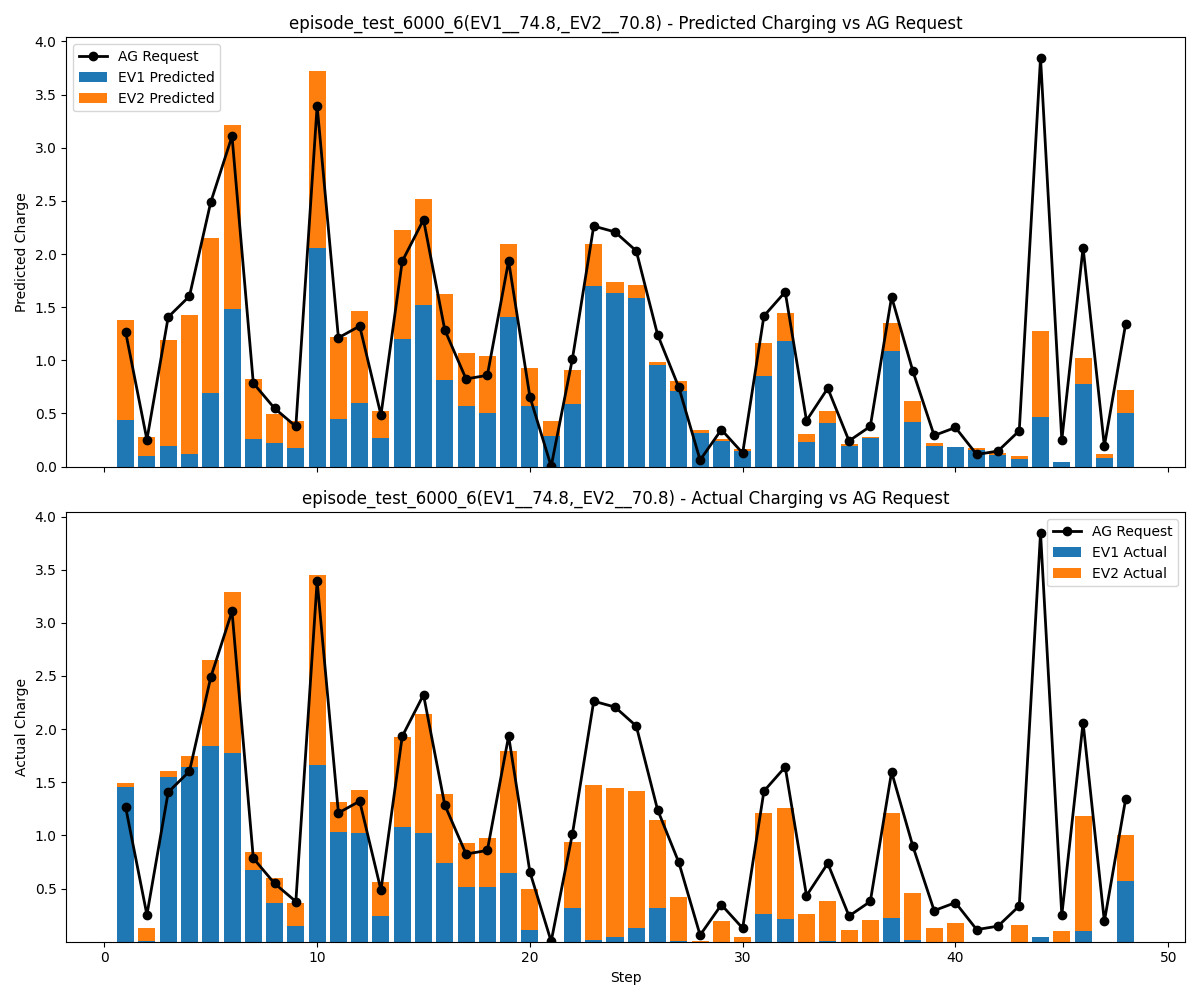 episode_test_6000_6(EV1__74.8,_EV2__70.8) - Predicted Charging vs AG Request
4.0
3.5
3.0
2.5
2.0
1.5
1.0
0.5
0.0
Predicted Charge
AG Request
EV1 Predicted
EV2 Predicted
episode_test_6000_6(EV1__74.8,_EV2__70.8) - Actual Charging vs AG Request
4.0
3.5
3.0
2.5
2.0
1.5
1.0
0.5
Actual Charge
AG Request
EV1 Actual
EV2 Actual
0 10 20 30 40 50
Step